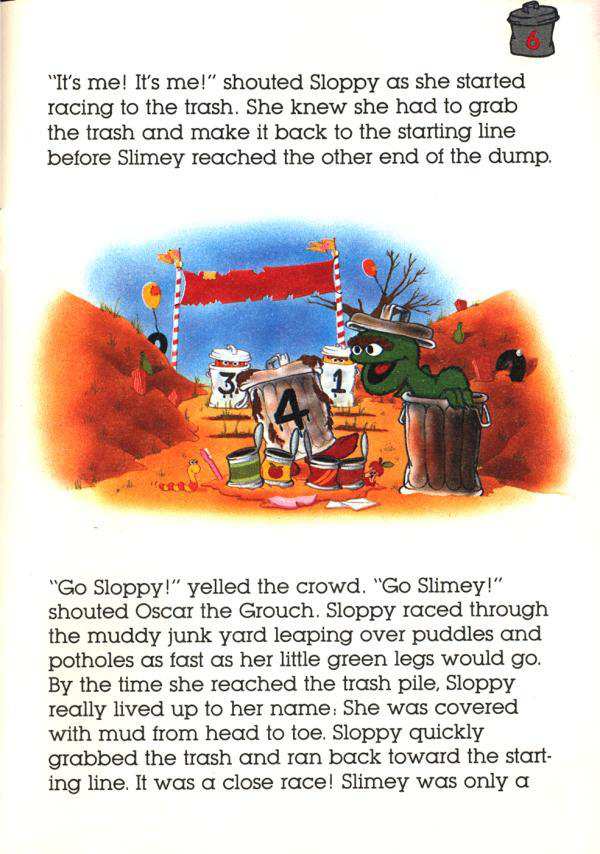 6
“It's me! It's me!” shouted Sloppy as she started
racing to the trash. She knew she had to grab
the trash and make it back to the starting line
before Slimey reached the other end of the dump.
3
4
1
“Go Sloppy!” yelled the crowd. “Go Slimey!”
shouted Oscar the Grouch. Sloppy raced through
the muddy junk yard leaping over puddles and
potholes as fast as her little green legs would go.
By the time she reached the trash pile, Sloppy
really lived up to her name: She was covered
with mud from head to toe. Sloppy quickly
grabbed the trash and ran back toward the start-
ing line. It was a close race! Slimey was only a